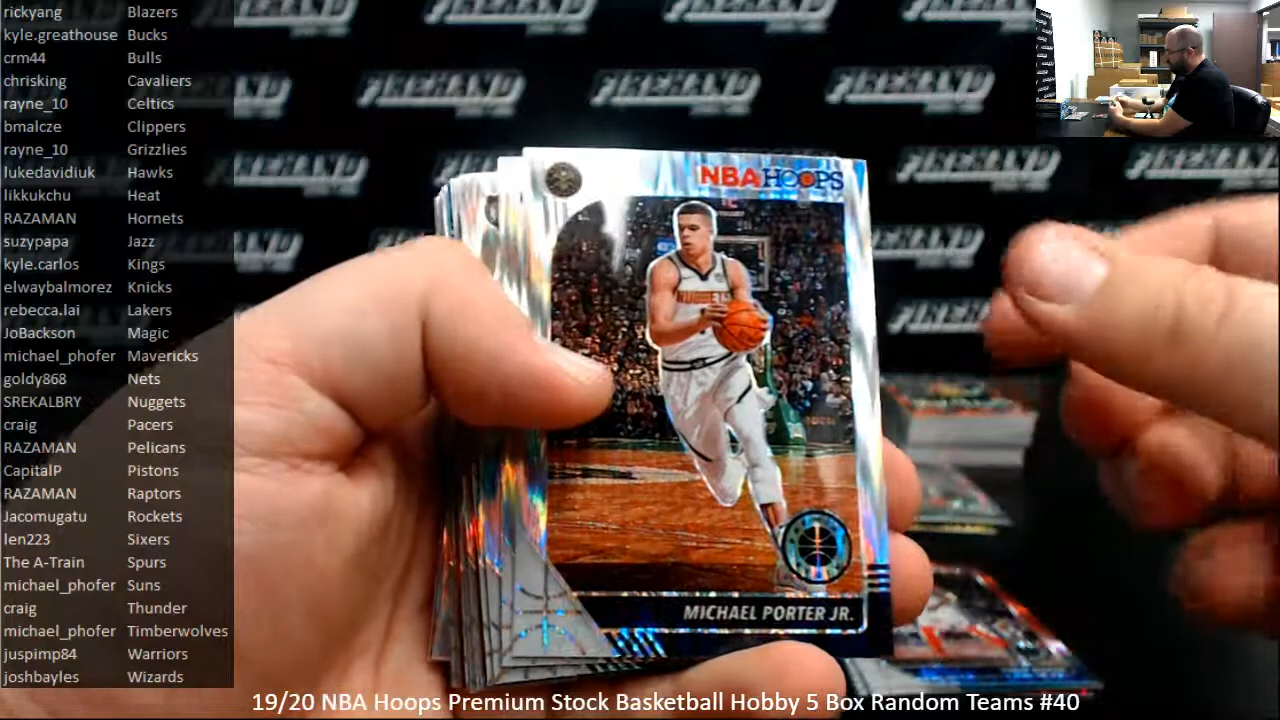 rickyang Blazers
kyle.greathouse Bucks
crm44 Bulls
chrisking Cavaliers
rayne_10 Celtics
bmalcze Clippers
rayne_10 Grizzlies
lukedaviduk Hawks
likkukchu Heat
RAZAMAN Hornets
suzypapa Jazz
kyle.carlos Kings
elwaybalmorez Knicks
rebecca.lai Lakers
JoBackson Magic
michael_phofer Mavericks
goldy868 Nets
SREKALBRY Nuggets
craig Pacers
RAZAMAN Pelicans
CapitalP Pistons
RAZAMAN Raptors
Jacomugatu Rockets
len223 Sixers
The A-Train Spurs
michael_phofer Suns
craig Thunder
michael_phofer Timberwolves
juspimp84 Warriors
joshbayles Wizards
NBA HOOPS
NUGGETS
MICHAEL PORTER JR.
19/20 NBA Hoops Premium Stock Basketball Hobby 5 Box Random Teams #40